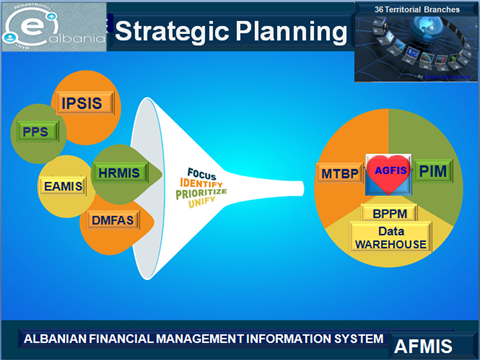 e
albania
Strategic Planning
36 Territorial Branches
IPSIS
PPS
HRMIS
EAMIS
DMFAS
FOCUS
IDENTIFY
PRIORITIZE
UNIFY
MTBP
AGFIS
PIM
BPPM
Data
WAREHOUSE
ALBANIAN FINANCIAL MANAGEMENT INFORMATION SYSTEM
AFMIS